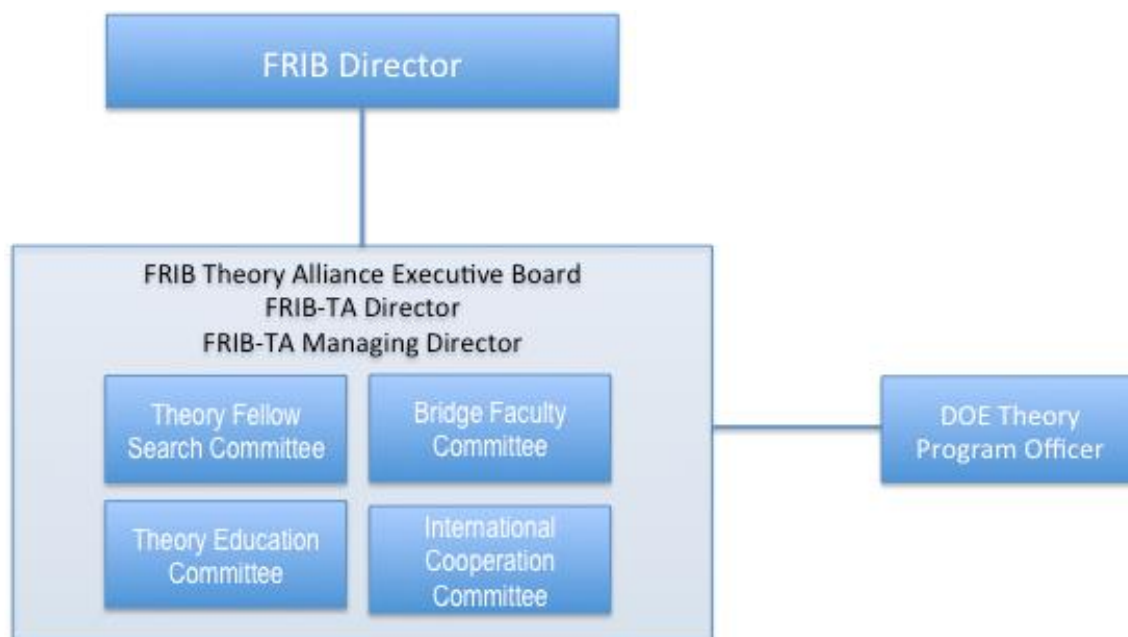 FRIB Director
FRIB Theory Alliance Executive Board
FRIB-TA Director
FRIB-TA Managing Director
Theory Fellow
Search Committee
Bridge Faculty
Committee
Theory Education
Committee
International
Cooperation
Committee
DOE Theory
Program Officer